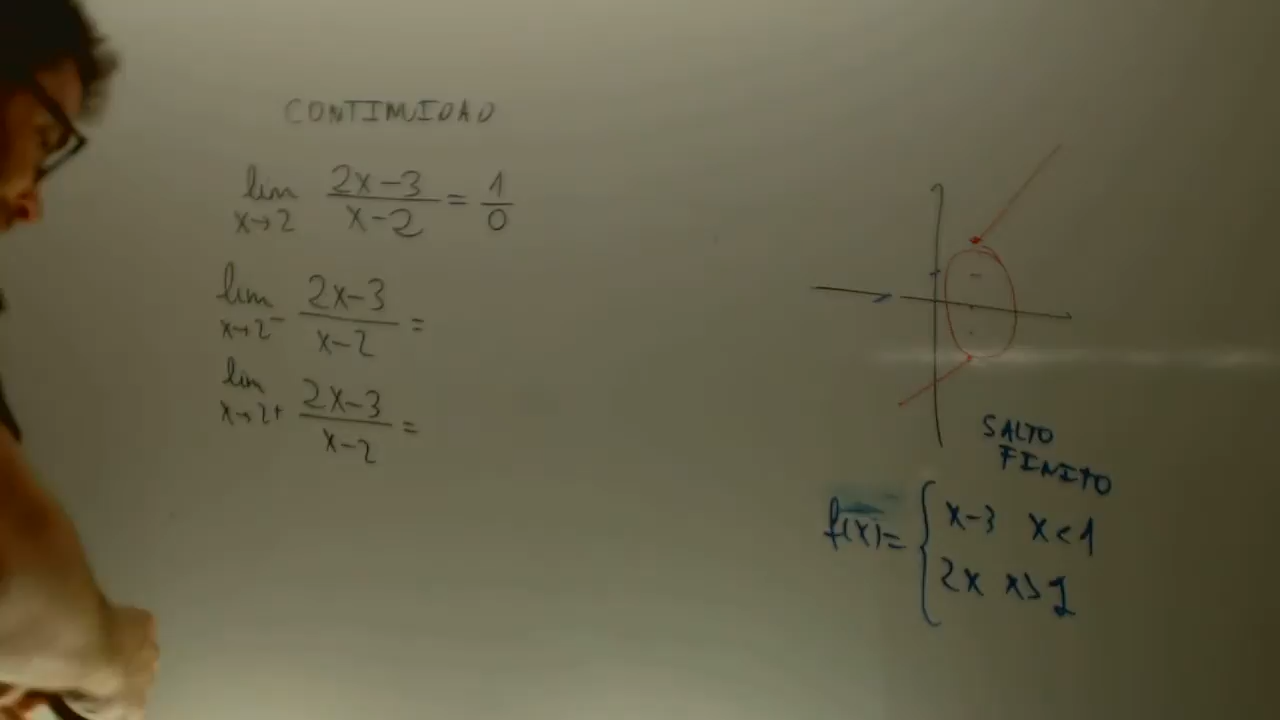 CONTINUIDAD
lim x→2 (2x-3)/(x-2) = 1/0
lim x→2⁻ (2x-3)/(x-2) =
lim x→2⁺ (2x-3)/(x-2) =
SALTO
FINITO
f(x)= { x-3 x<1
2x x>1